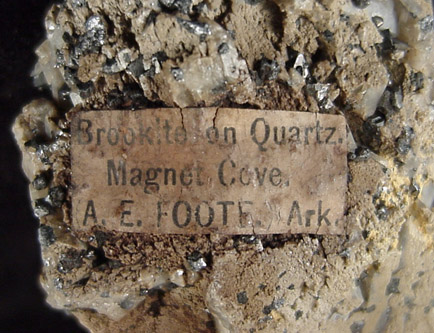 Brookite on Quartz.
Magnet Cove,
A. E. FOOTE. Ark.